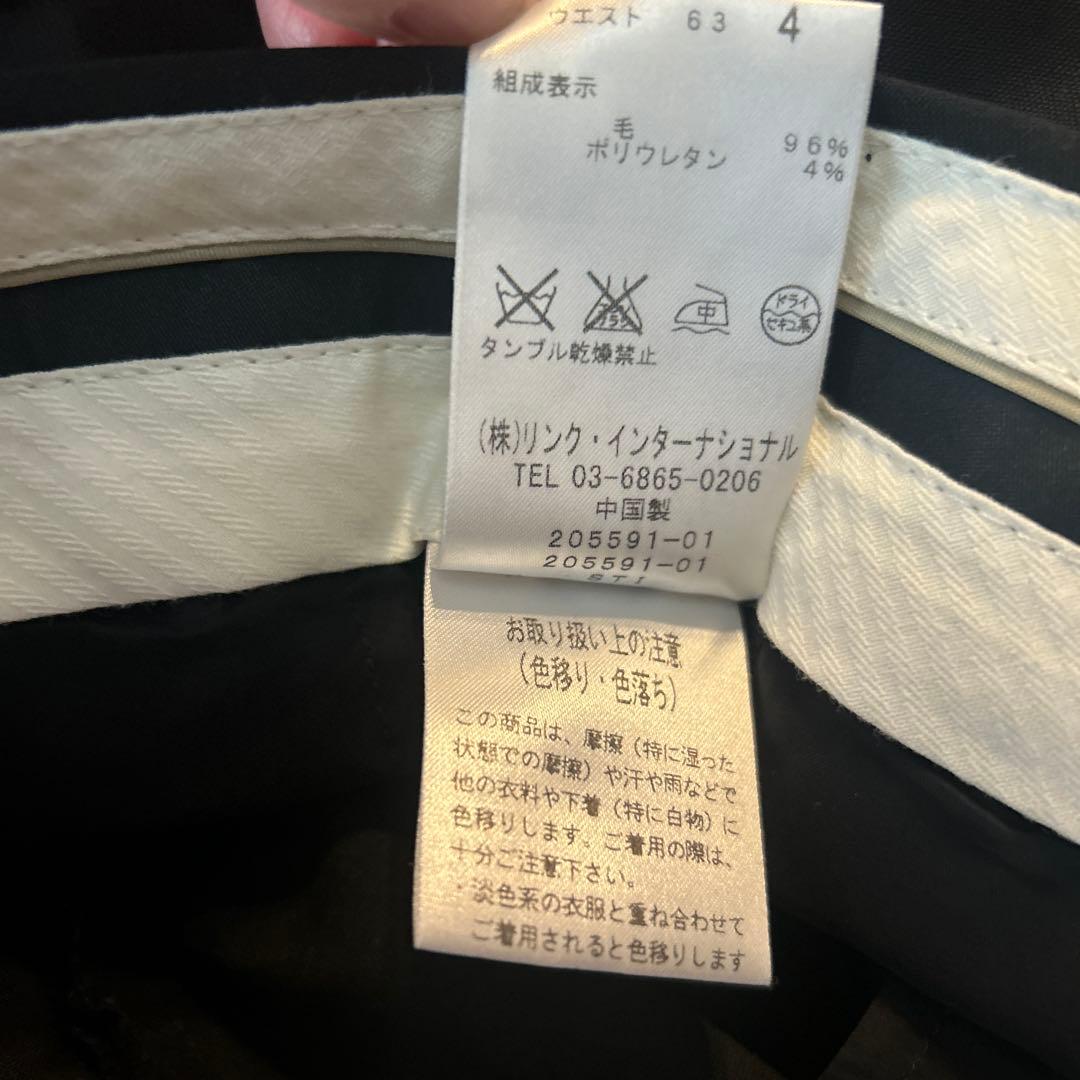 ウエスト 63 4
組成表示
毛 96%
ポリウレタン 4%
エンソ
サラシ
中
ドライ
セキユ系
タンブル乾燥禁止
(株)リンク・インターナショナル
TEL 03-6865-0206
中国製
205591-01
205591-01
STI
お取り扱い上の注意
(色移り・色落ち)
この商品は、摩擦(特に湿った
状態での摩擦)や汗や雨などで
他の衣料や下着(特に白物)に
色移りします。ご着用の際は、
十分ご注意下さい。
・淡色系の衣服と重ね合わせて
ご着用されると色移りします